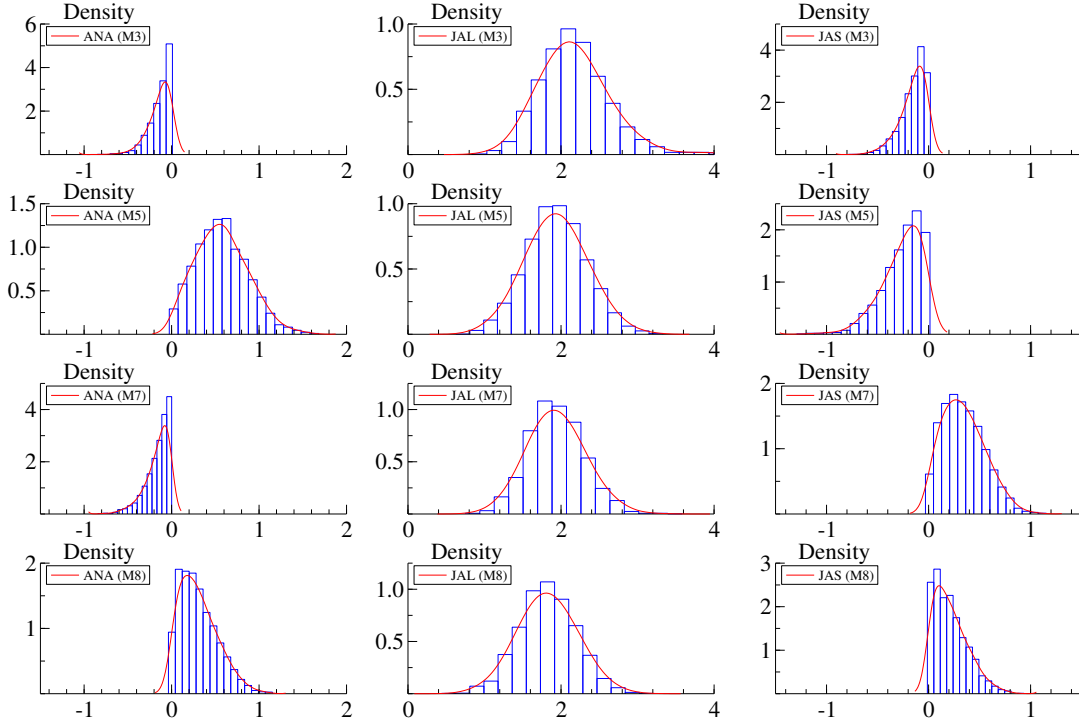 Density Density Density
6 ANA (M3) 1.0 JAL (M3) JAS (M3)
4 4
0.5
2 2
-1 0 1 2 0 2 4 -1 0 1
Density Density Density
1.5 ANA (M5) 1.0 JAL (M5) JAS (M5)
1.0 2
0.5 0.5 1
-1 0 1 2 0 2 4 -1 0 1
Density Density Density
ANA (M7) JAL (M7) 2 JAS (M7)
4 1.0
2 0.5 1
-1 0 1 2 0 2 4 -1 0 1
Density Density Density
2 ANA (M8) JAL (M8) 3 JAS (M8)
1.0 2
1 0.5 1
-1 0 1 2 0 2 4 -1 0 1